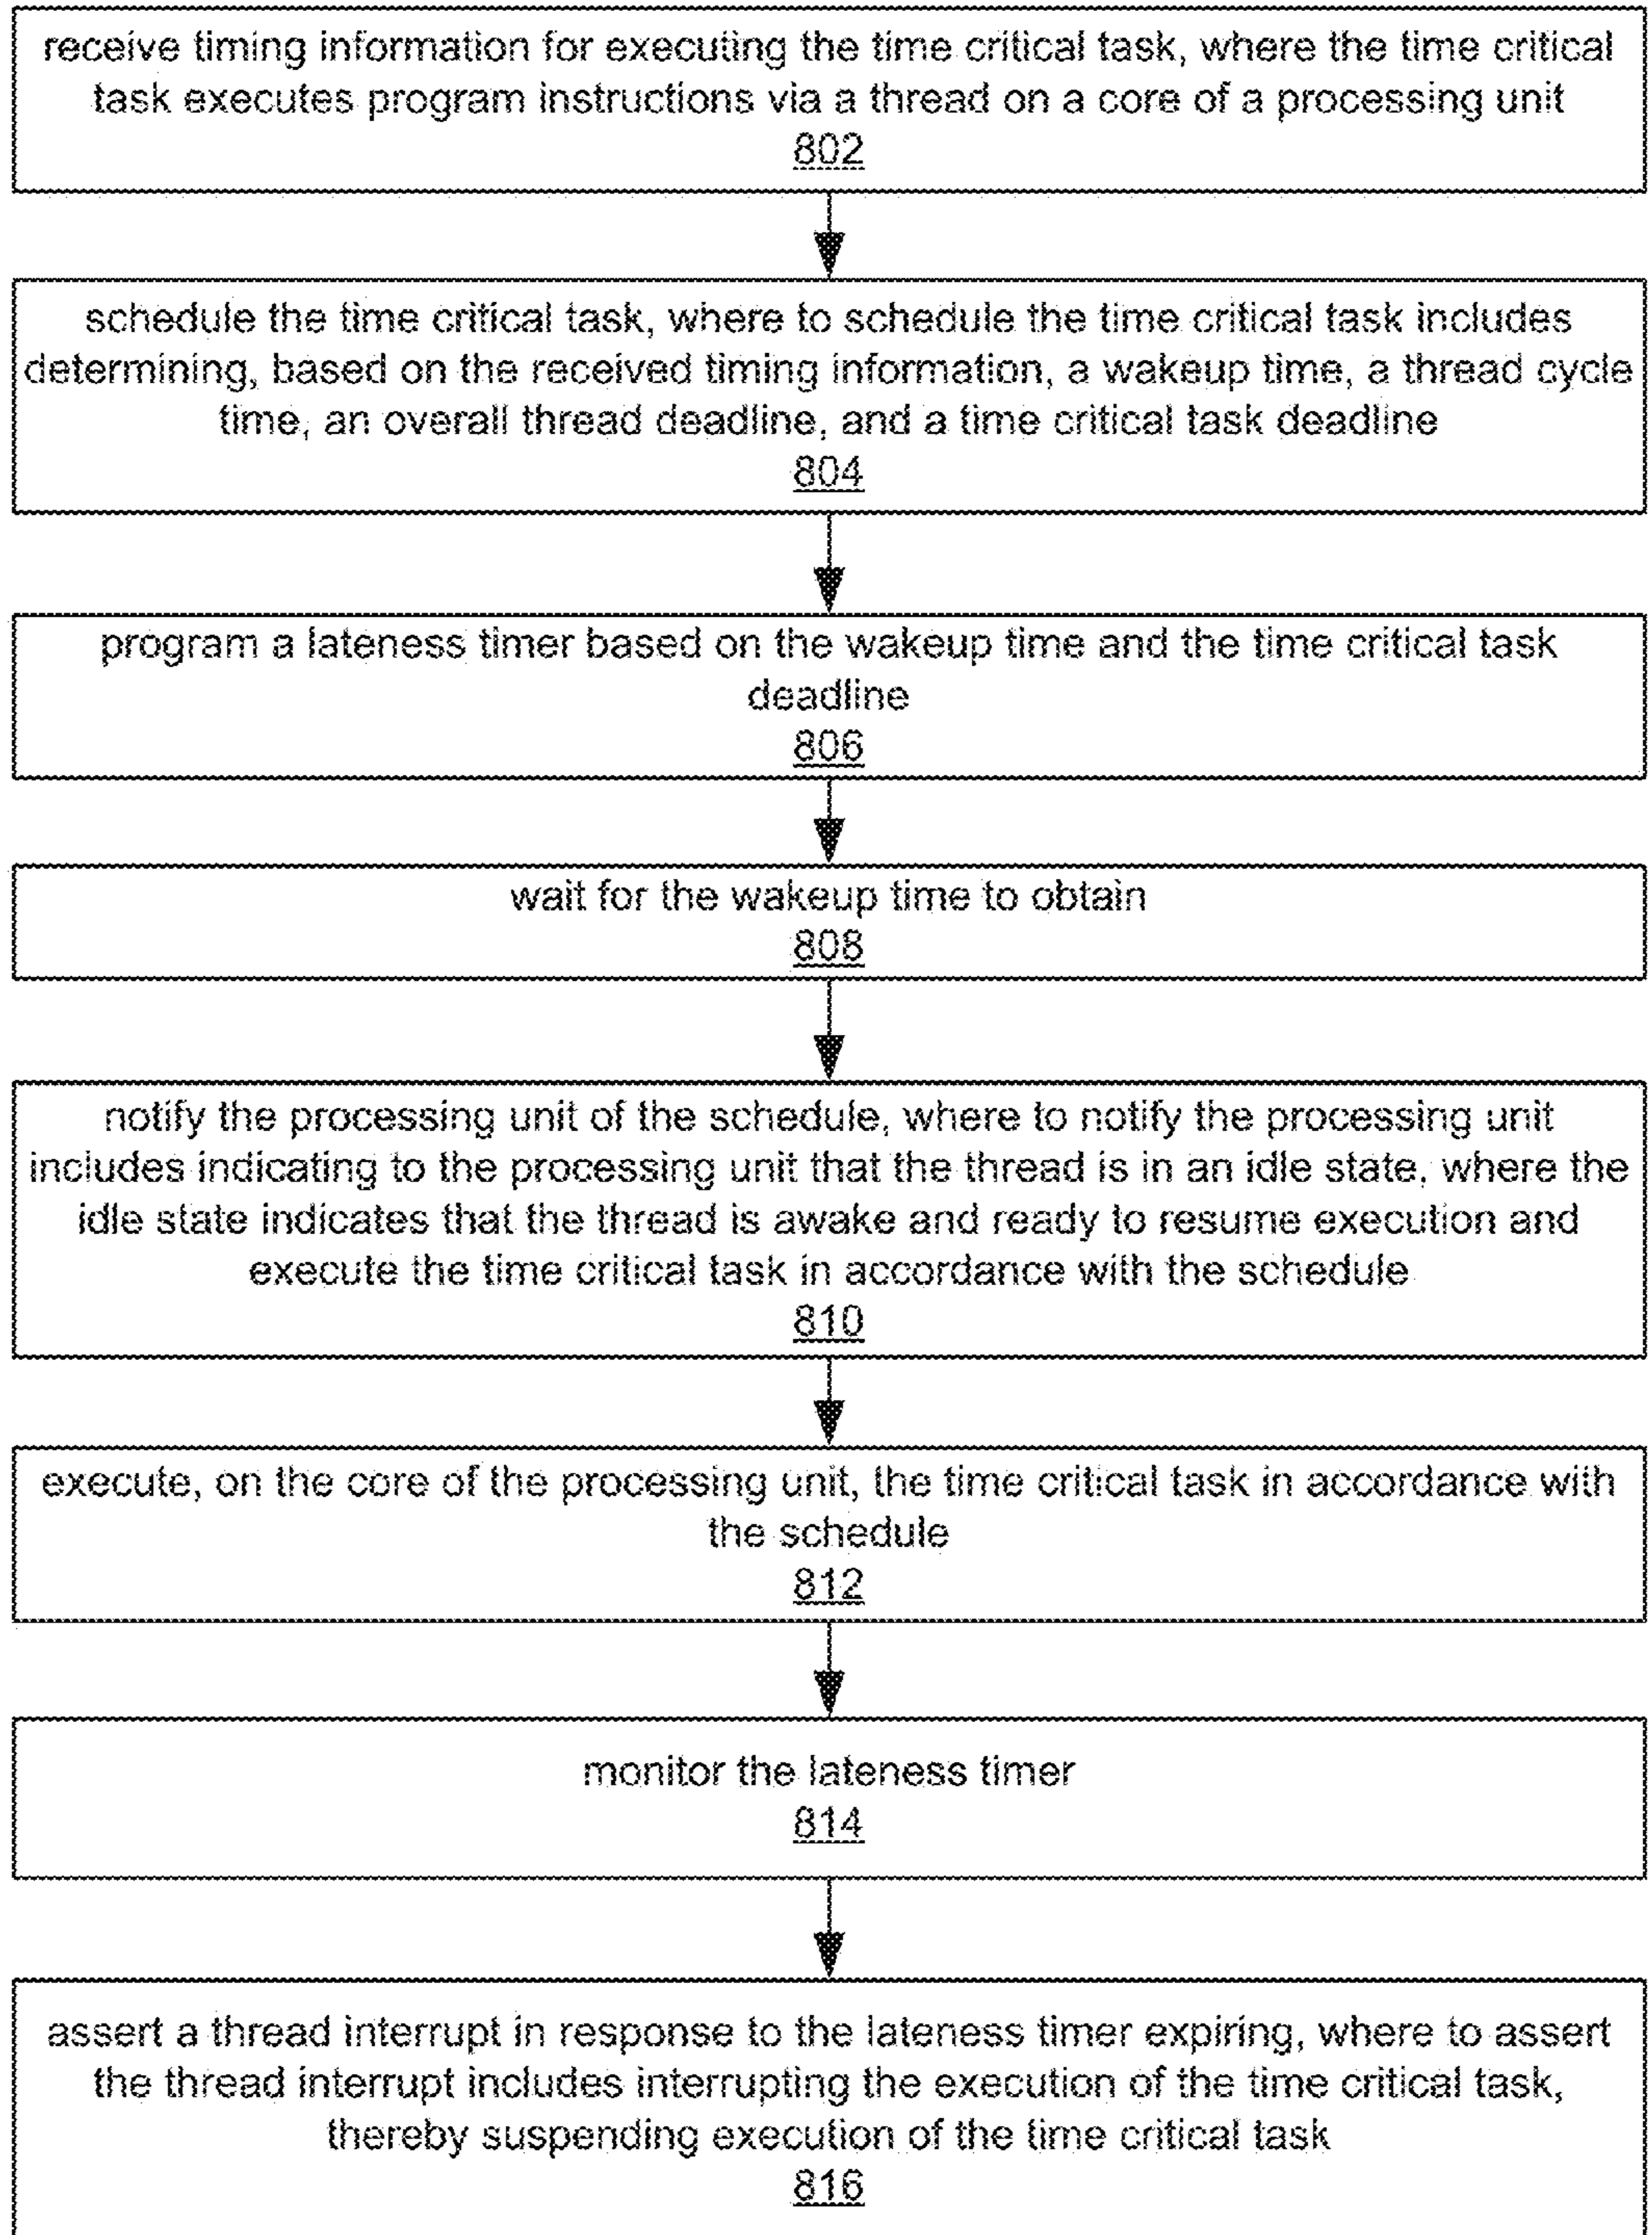 receive timing information for executing the time critical task, where the time critical
task executes program instructions via a thread on a core of a processing unit
802
schedule the time critical task, where to schedule the time critical task includes
determining, based on the received timing information, a wakeup time, a thread cycle
time, an overall thread deadline, and a time critical task deadline
804
program a lateness timer based on the wakeup time and the time critical task
deadline
806
wait for the wakeup time to obtain
808
notify the processing unit of the schedule, where to notify the processing unit
includes indicating to the processing unit that the thread is in an idle state, where the
idle state indicates that the thread is awake and ready to resume execution and
execute the time critical task in accordance with the schedule
810
execute, on the core of the processing unit, the time critical task in accordance with
the schedule
812
monitor the lateness timer
814
assert a thread interrupt in response to the lateness timer expiring, where to assert
the thread interrupt includes interrupting the execution of the time critical task,
thereby suspending execution of the time critical task
816